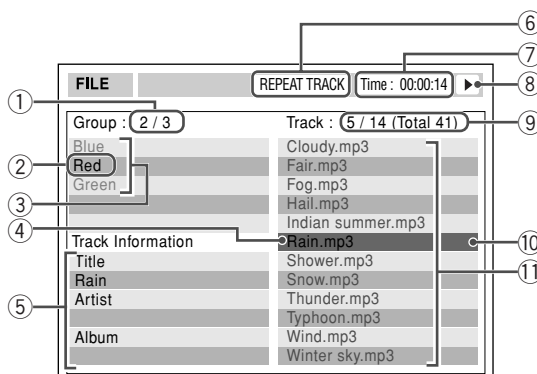 ⑥
⑦
FILE REPEAT TRACK Time : 00:00:14 ⑧
①
Group : 2 / 3 Track : 5 / 14 (Total 41) ⑨
Blue Cloudy.mp3
② Red Fair.mp3
Green Fog.mp3
③ Hail.mp3
Indian summer.mp3
④ Track Information Rain.mp3 ⑩
Title Shower.mp3 ⑪
Rain Snow.mp3
⑤ Artist Thunder.mp3
Typhoon.mp3
Album Wind.mp3
Winter sky.mp3